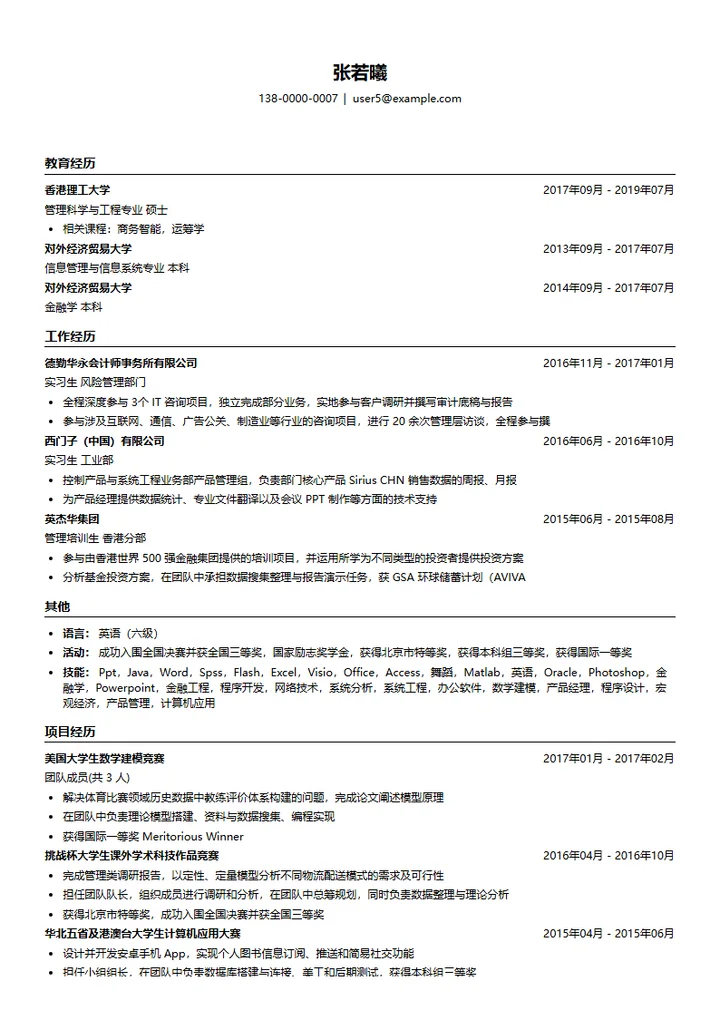 张若曦
138-0000-0007 | user5@example.com
教育经历
香港理工大学 2017年09月 - 2019年07月
管理科学与工程专业 硕士
• 相关课程：商务智能，运筹学
对外经济贸易大学 2013年09月 - 2017年07月
信息管理与信息系统专业 本科
对外经济贸易大学 2014年09月 - 2017年07月
金融学 本科
工作经历
德勤华永会计师事务所有限公司 2016年11月 - 2017年01月
实习生 风险管理部门
• 全程深度参与 3个 IT 咨询项目，独立完成部分业务，实地参与客户调研并撰写审计底稿与报告
• 参与涉及互联网、通信、广告公关、制造业等行业的咨询项目，进行 20 余次管理层访谈，全程参与撰
西门子（中国）有限公司 2016年06月 - 2016年10月
实习生 工业部
• 控制产品与系统工程业务部产品管理组，负责部门核心产品 Sirius CHN 销售数据的周报、月报
• 为产品经理提供数据统计、专业文件翻译以及会议 PPT 制作等方面的技术支持
英杰华集团 2015年06月 - 2015年08月
管理培训生 香港分部
• 参与由香港世界 500 强金融集团提供的培训项目，并运用所学为不同类型的投资者提供投资方案
• 分析基金投资方案，在团队中承担数据搜集整理与报告演示任务，获 GSA 环球储蓄计划（AVIVA
其他
• 语言： 英语（六级）
• 活动： 成功入围全国决赛并获全国三等奖，国家励志奖学金，获得北京市特等奖，获得本科组三等奖，获得国际一等奖
• 技能： Ppt，Java，Word，Spss，Flash，Excel，Visio，Office，Access，舞蹈，Matlab，英语，Oracle，Photoshop，金
融学，Powerpoint，金融工程，程序开发，网络技术，系统分析，系统工程，办公软件，数学建模，产品经理，程序设计，宏
观经济，产品管理，计算机应用
项目经历
美国大学生数学建模竞赛 2017年01月 - 2017年02月
团队成员(共 3 人)
• 解决体育比赛领域历史数据中教练评价体系构建的问题，完成论文阐述模型原理
• 在团队中负责理论模型搭建、资料与数据搜集、编程实现
• 获得国际一等奖 Meritorious Winner
挑战杯大学生课外学术科技作品竞赛 2016年04月 - 2016年10月
• 完成管理类调研报告，以定性、定量模型分析不同物流配送模式的需求及可行性
• 担任团队队长，组织成员进行调研和分析，在团队中总筹规划，同时负责数据整理与理论分析
• 获得北京市特等奖，成功入围全国决赛并获全国三等奖
华北五省及港澳台大学生计算机应用大赛 2015年04月 - 2015年06月
• 设计并开发安卓手机 App，实现个人图书信息订阅、推送和简易社交功能
• 担任小组组长，在团队中负责数据库搭建与连接、美工和后期测试，获得本科组三等奖